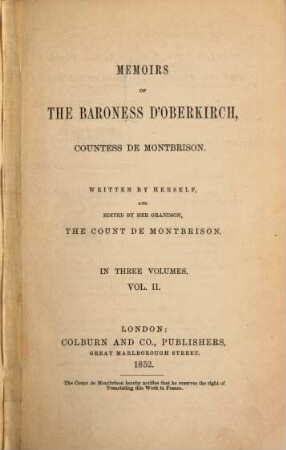 MEMOIRS
OF
THE BARONESS D'OBERKIRCH,
COUNTESS DE MONTBRISON.
WRITTEN BY HERSELF,
AND
EDITED BY HER GRANDSON,
THE COUNT DE MONTBRISON.
IN THREE VOLUMES.
VOL. II.
LONDON:
COLBURN AND CO., PUBLISHERS,
GREAT MARLBOROUGH STREET.
1852.
The Count de Montbrison hereby notifies that he reserves the right of
Translating this Work in France.